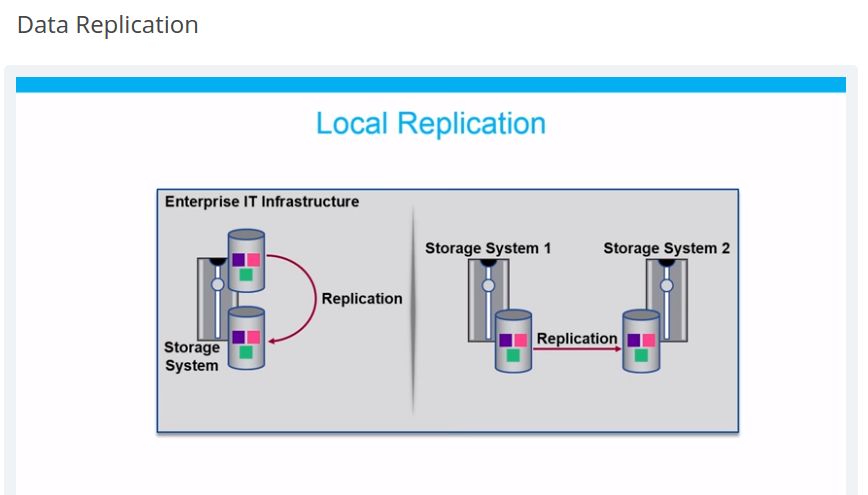 Data Replication
Local Replication
Enterprise IT Infrastructure
Replication
Storage
System
Storage System 1
Storage System 2
Replication